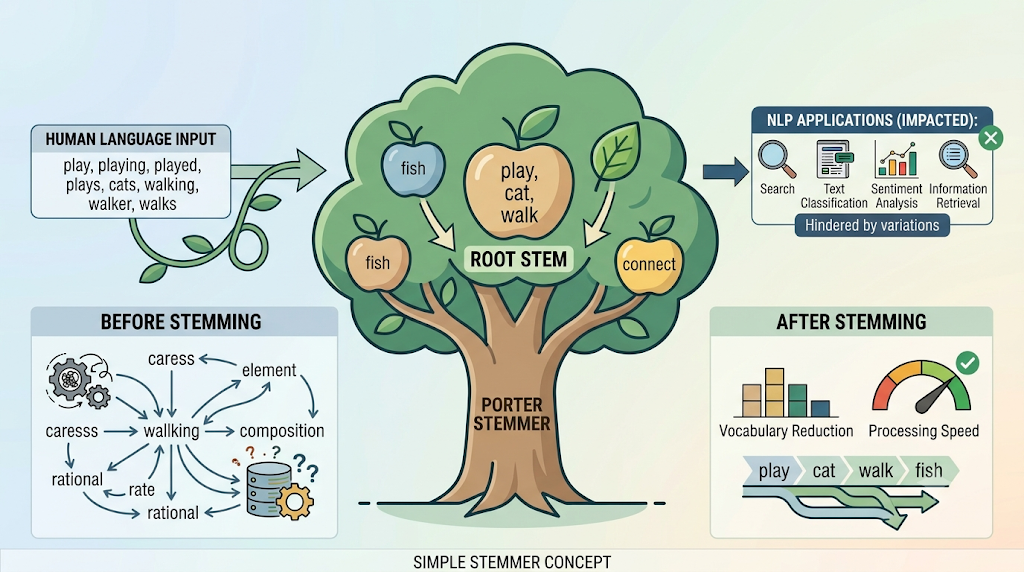 HUMAN LANGUAGE INPUT
play, playing, played,
plays, cats, walking,
walker, walks
fish
play,
cat,
walk
fish
ROOT STEM
connect
PORTER
STEMMER
NLP APPLICATIONS (IMPACTED):
Search
Text
Classification
Sentiment
Analysis
Information
Retrieval
Hindered by variations
BEFORE STEMMING
caress
element
caresss
wallking
composition
rational
rate
rational
? ? ? ??
AFTER STEMMING
Vocabulary Reduction
Processing Speed
play
cat
walk
fish
SIMPLE STEMMER CONCEPT